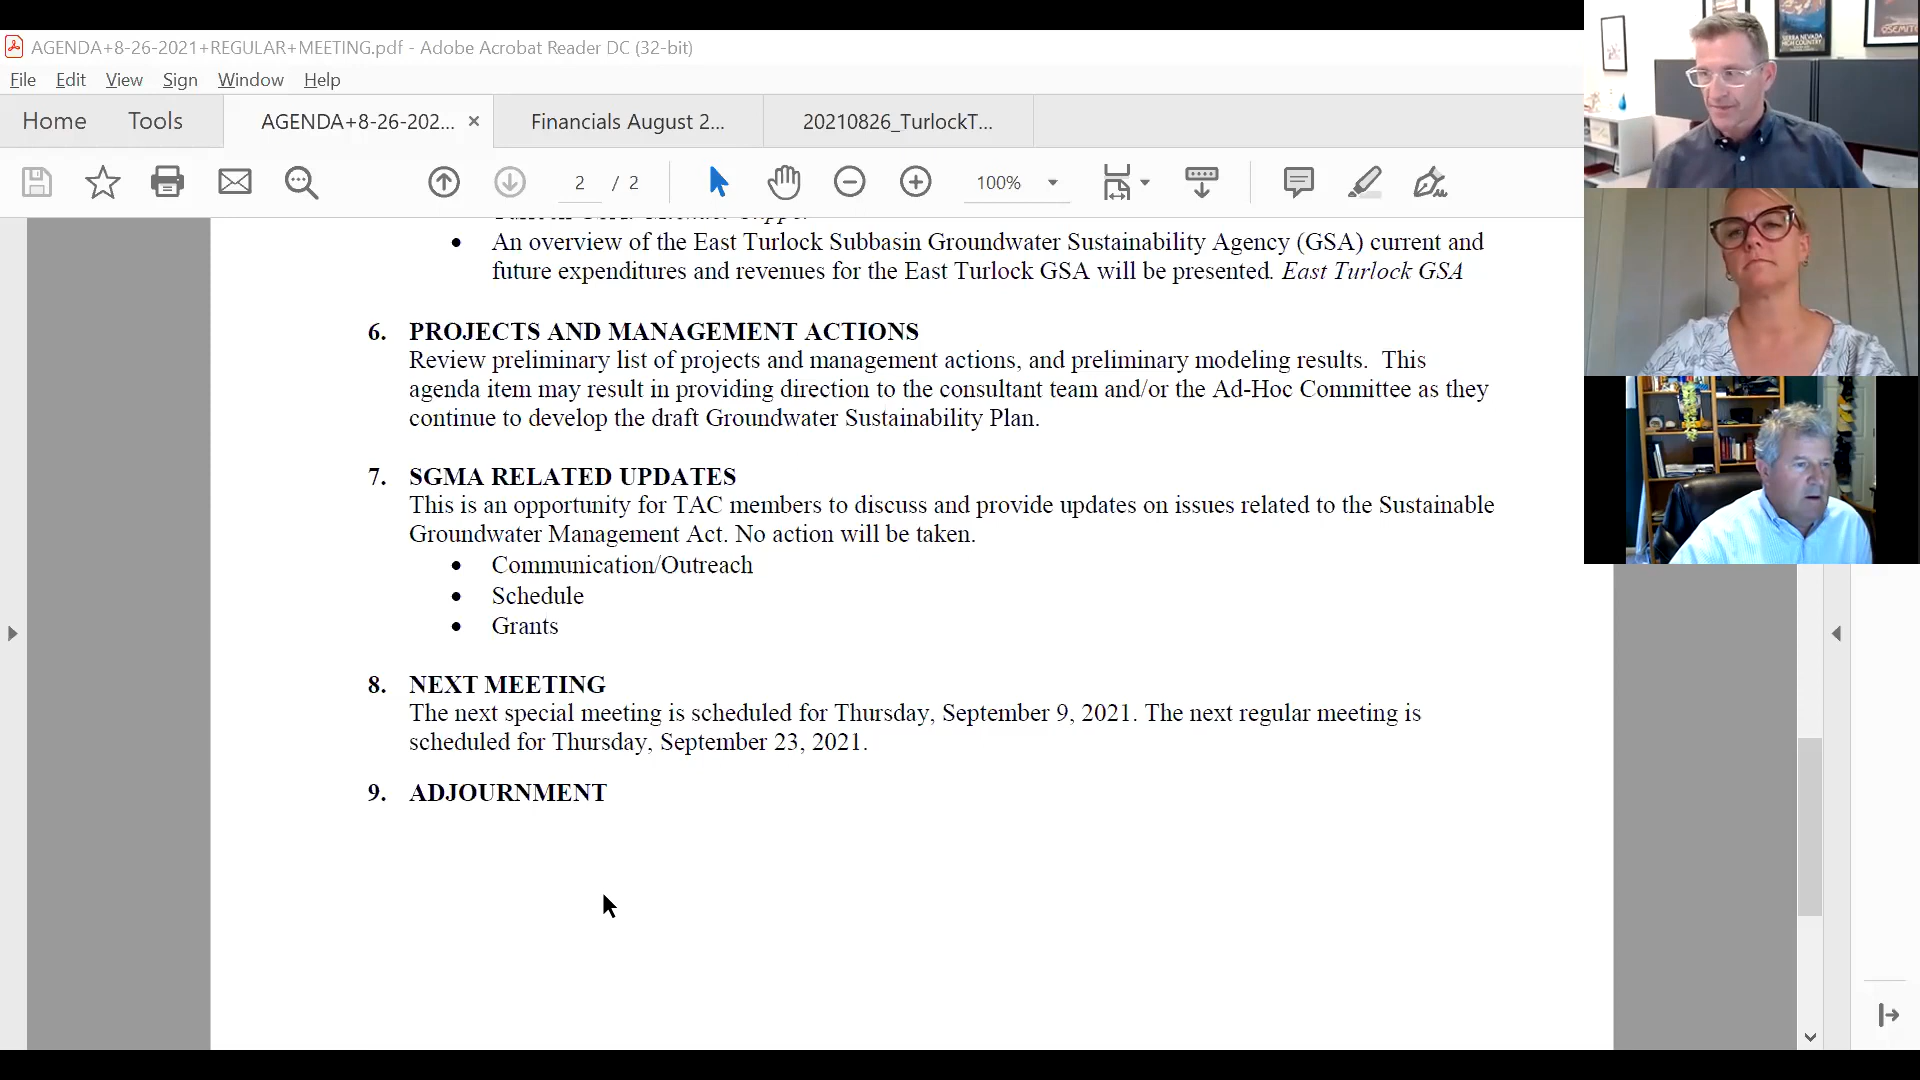 AGENDA+8-26-2021+REGULAR+MEETING.pdf - Adobe Acrobat Reader DC (32-bit)
File Edit View Sign Window Help
Home Tools AGENDA+8-26-202... × Financials August 2... 20210826_TurlockT...
2 / 2 100%
• An overview of the East Turlock Subbasin Groundwater Sustainability Agency (GSA) current and
future expenditures and revenues for the East Turlock GSA will be presented. East Turlock GSA
6. PROJECTS AND MANAGEMENT ACTIONS
Review preliminary list of projects and management actions, and preliminary modeling results. This
agenda item may result in providing direction to the consultant team and/or the Ad-Hoc Committee as they
continue to develop the draft Groundwater Sustainability Plan.
7. SGMA RELATED UPDATES
This is an opportunity for TAC members to discuss and provide updates on issues related to the Sustainable
Groundwater Management Act. No action will be taken.
• Communication/Outreach
• Schedule
• Grants
8. NEXT MEETING
The next special meeting is scheduled for Thursday, September 9, 2021. The next regular meeting is
scheduled for Thursday, September 23, 2021.
9. ADJOURNMENT